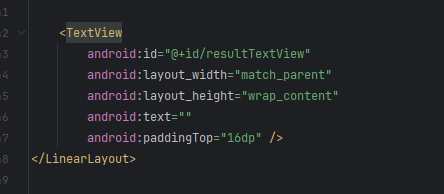 <TextView
android:id="@+id/resultTextView"
android:layout_width="match_parent"
android:layout_height="wrap_content"
android:text=""
android:paddingTop="16dp" />
</LinearLayout>